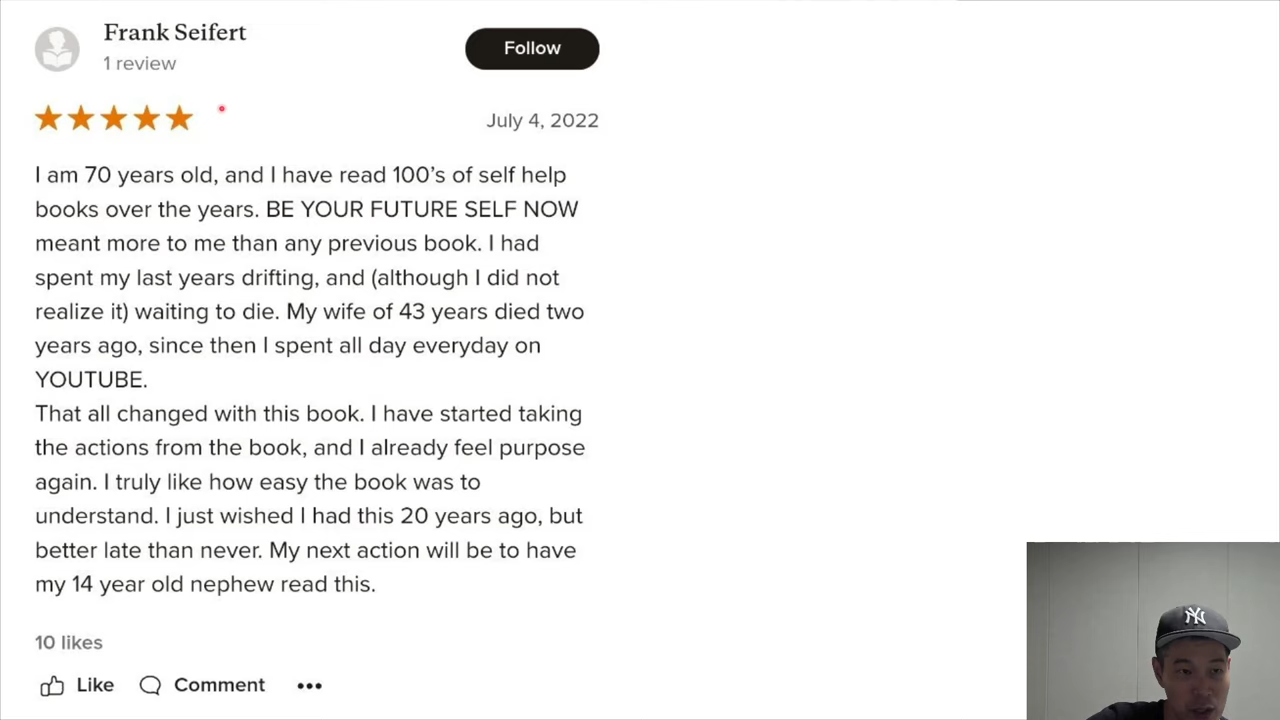 Frank Seifert
1 review
Follow
July 4, 2022
I am 70 years old, and I have read 100’s of self help
books over the years. BE YOUR FUTURE SELF NOW
meant more to me than any previous book. I had
spent my last years drifting, and (although I did not
realize it) waiting to die. My wife of 43 years died two
years ago, since then I spent all day everyday on
YOUTUBE.
That all changed with this book. I have started taking
the actions from the book, and I already feel purpose
again. I truly like how easy the book was to
understand. I just wished I had this 20 years ago, but
better late than never. My next action will be to have
my 14 year old nephew read this.
10 likes
Like
Comment
NY